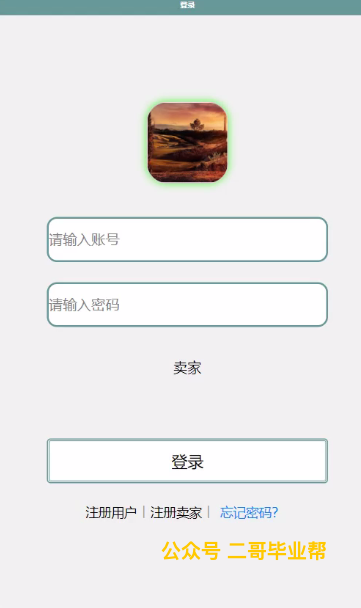 登录
请输入账号
请输入密码
卖家
登录
注册用户 | 注册卖家 | 忘记密码?
公众号 二哥毕业帮